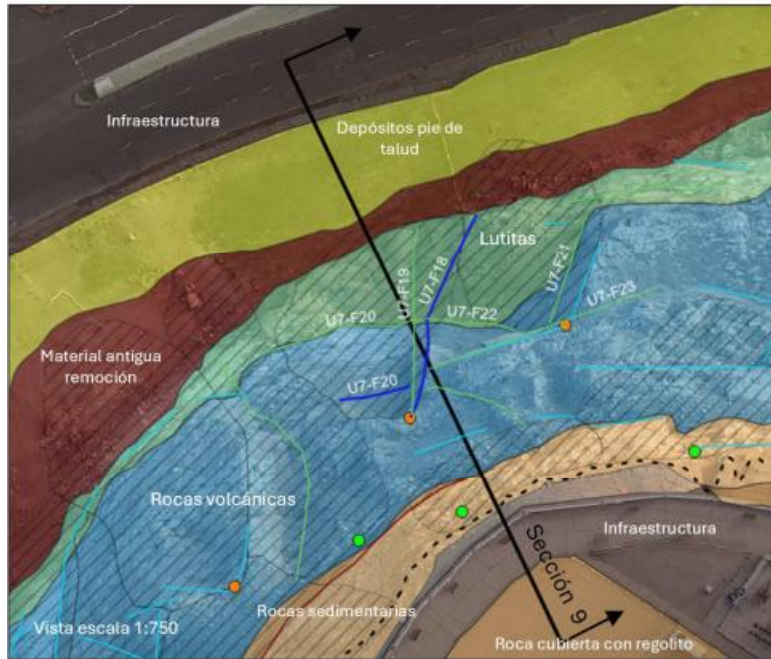 Infraestructura
Depósitos pie de
talud
Lutitas
U7-F19
U7-F18
U7-F21
U7-F20
U7-F22
U7-F23
Material antigua
remoción
U7-F20
Rocas volcánicas
Sección 9
Infraestructura
Rocas sedimentarias
Vista escala 1:750
Roca cubierta con regolito